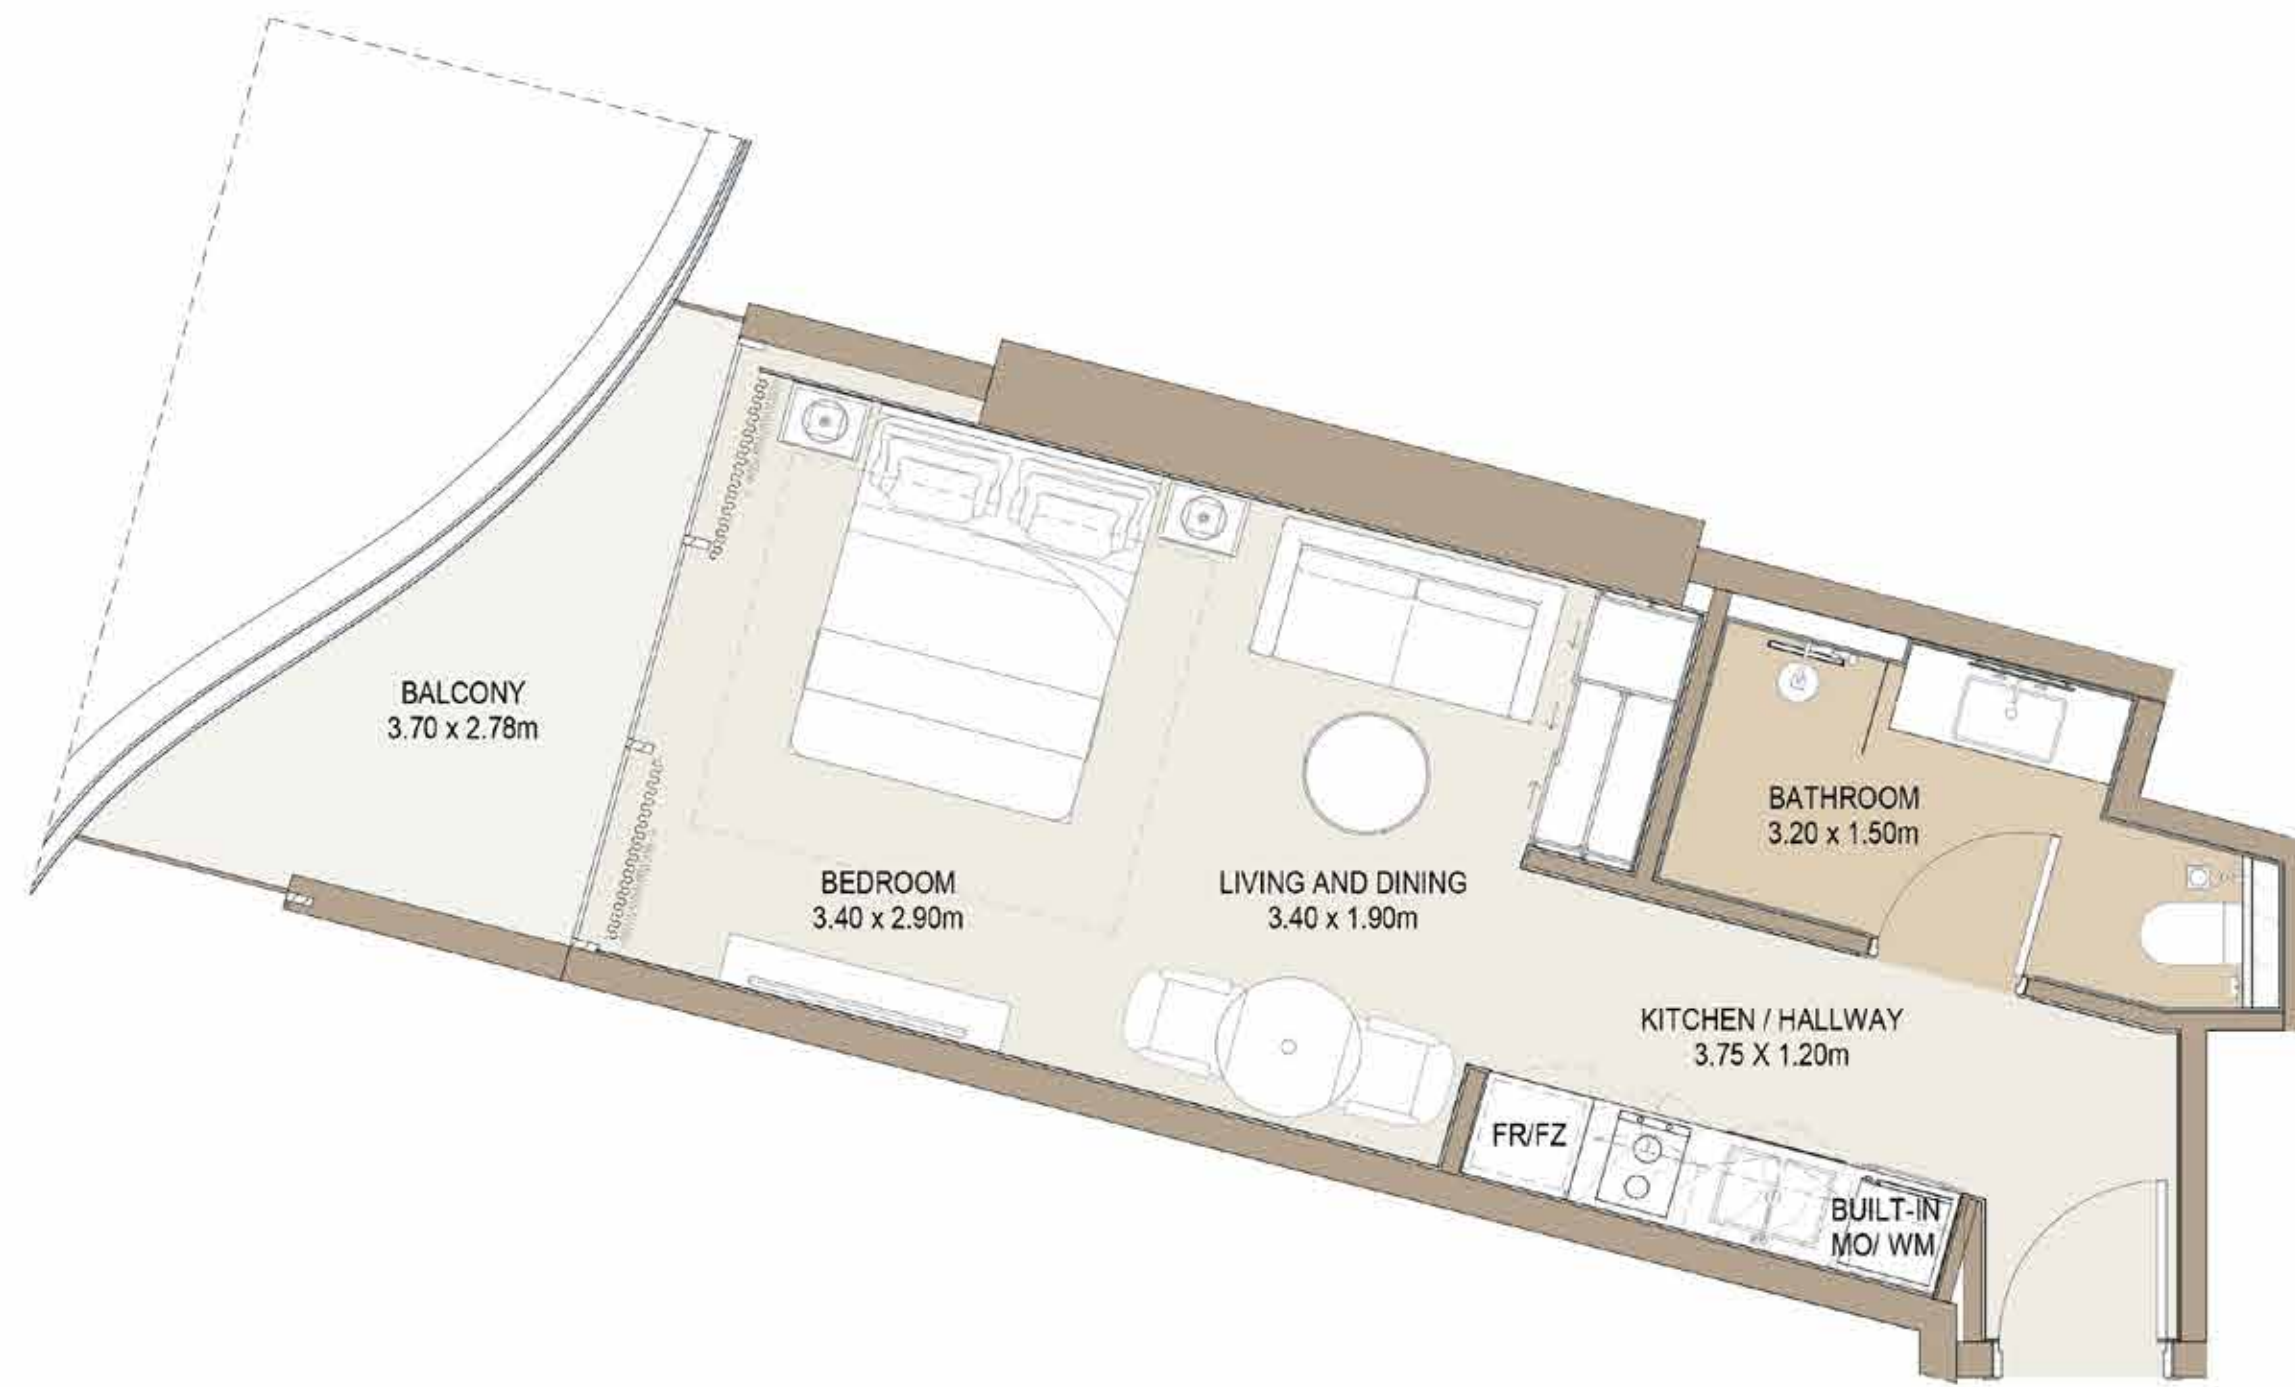 BALCONY
3.70 x 2.78m
BEDROOM
3.40 x 2.90m
LIVING AND DINING
3.40 x 1.90m
BATHROOM
3.20 x 1.50m
KITCHEN / HALLWAY
3.75 X 1.20m
FR/FZ
BUILT-IN
MO/ WM